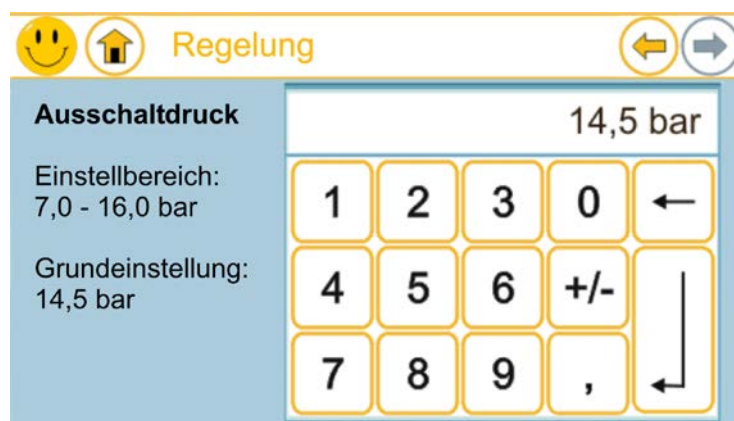 Regelung
Ausschaltdruck
14,5 bar
Einstellbereich:
7,0 - 16,0 bar
Grundeinstellung:
14,5 bar
1 2 3 0 ←
4 5 6 +/-
7 8 9 ,